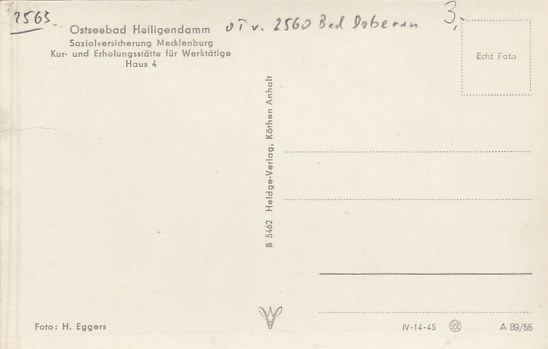 2563
OT v. 2560 Bad Doberan
3,-
Ostseebad Heiligendamm
Sozialversicherung Mecklenburg
Kur- und Erholungsstätte für Werktätige
Haus 4
Echt Foto
B 5462 Heldge-Verlag, Köthen Anhalt
Foto: H. Eggers
IV-14-45
A 89/55